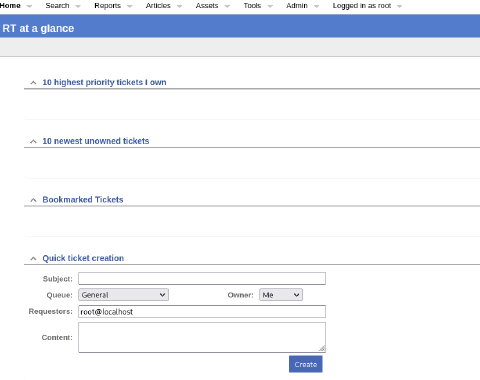 Home Search Reports Articles Assets Tools Admin Logged in as root
RT at a glance
10 highest priority tickets I own
10 newest unowned tickets
Bookmarked Tickets
Quick ticket creation
Subject:
Queue: General Owner: Me
Requestors: root@localhost
Content:
Create